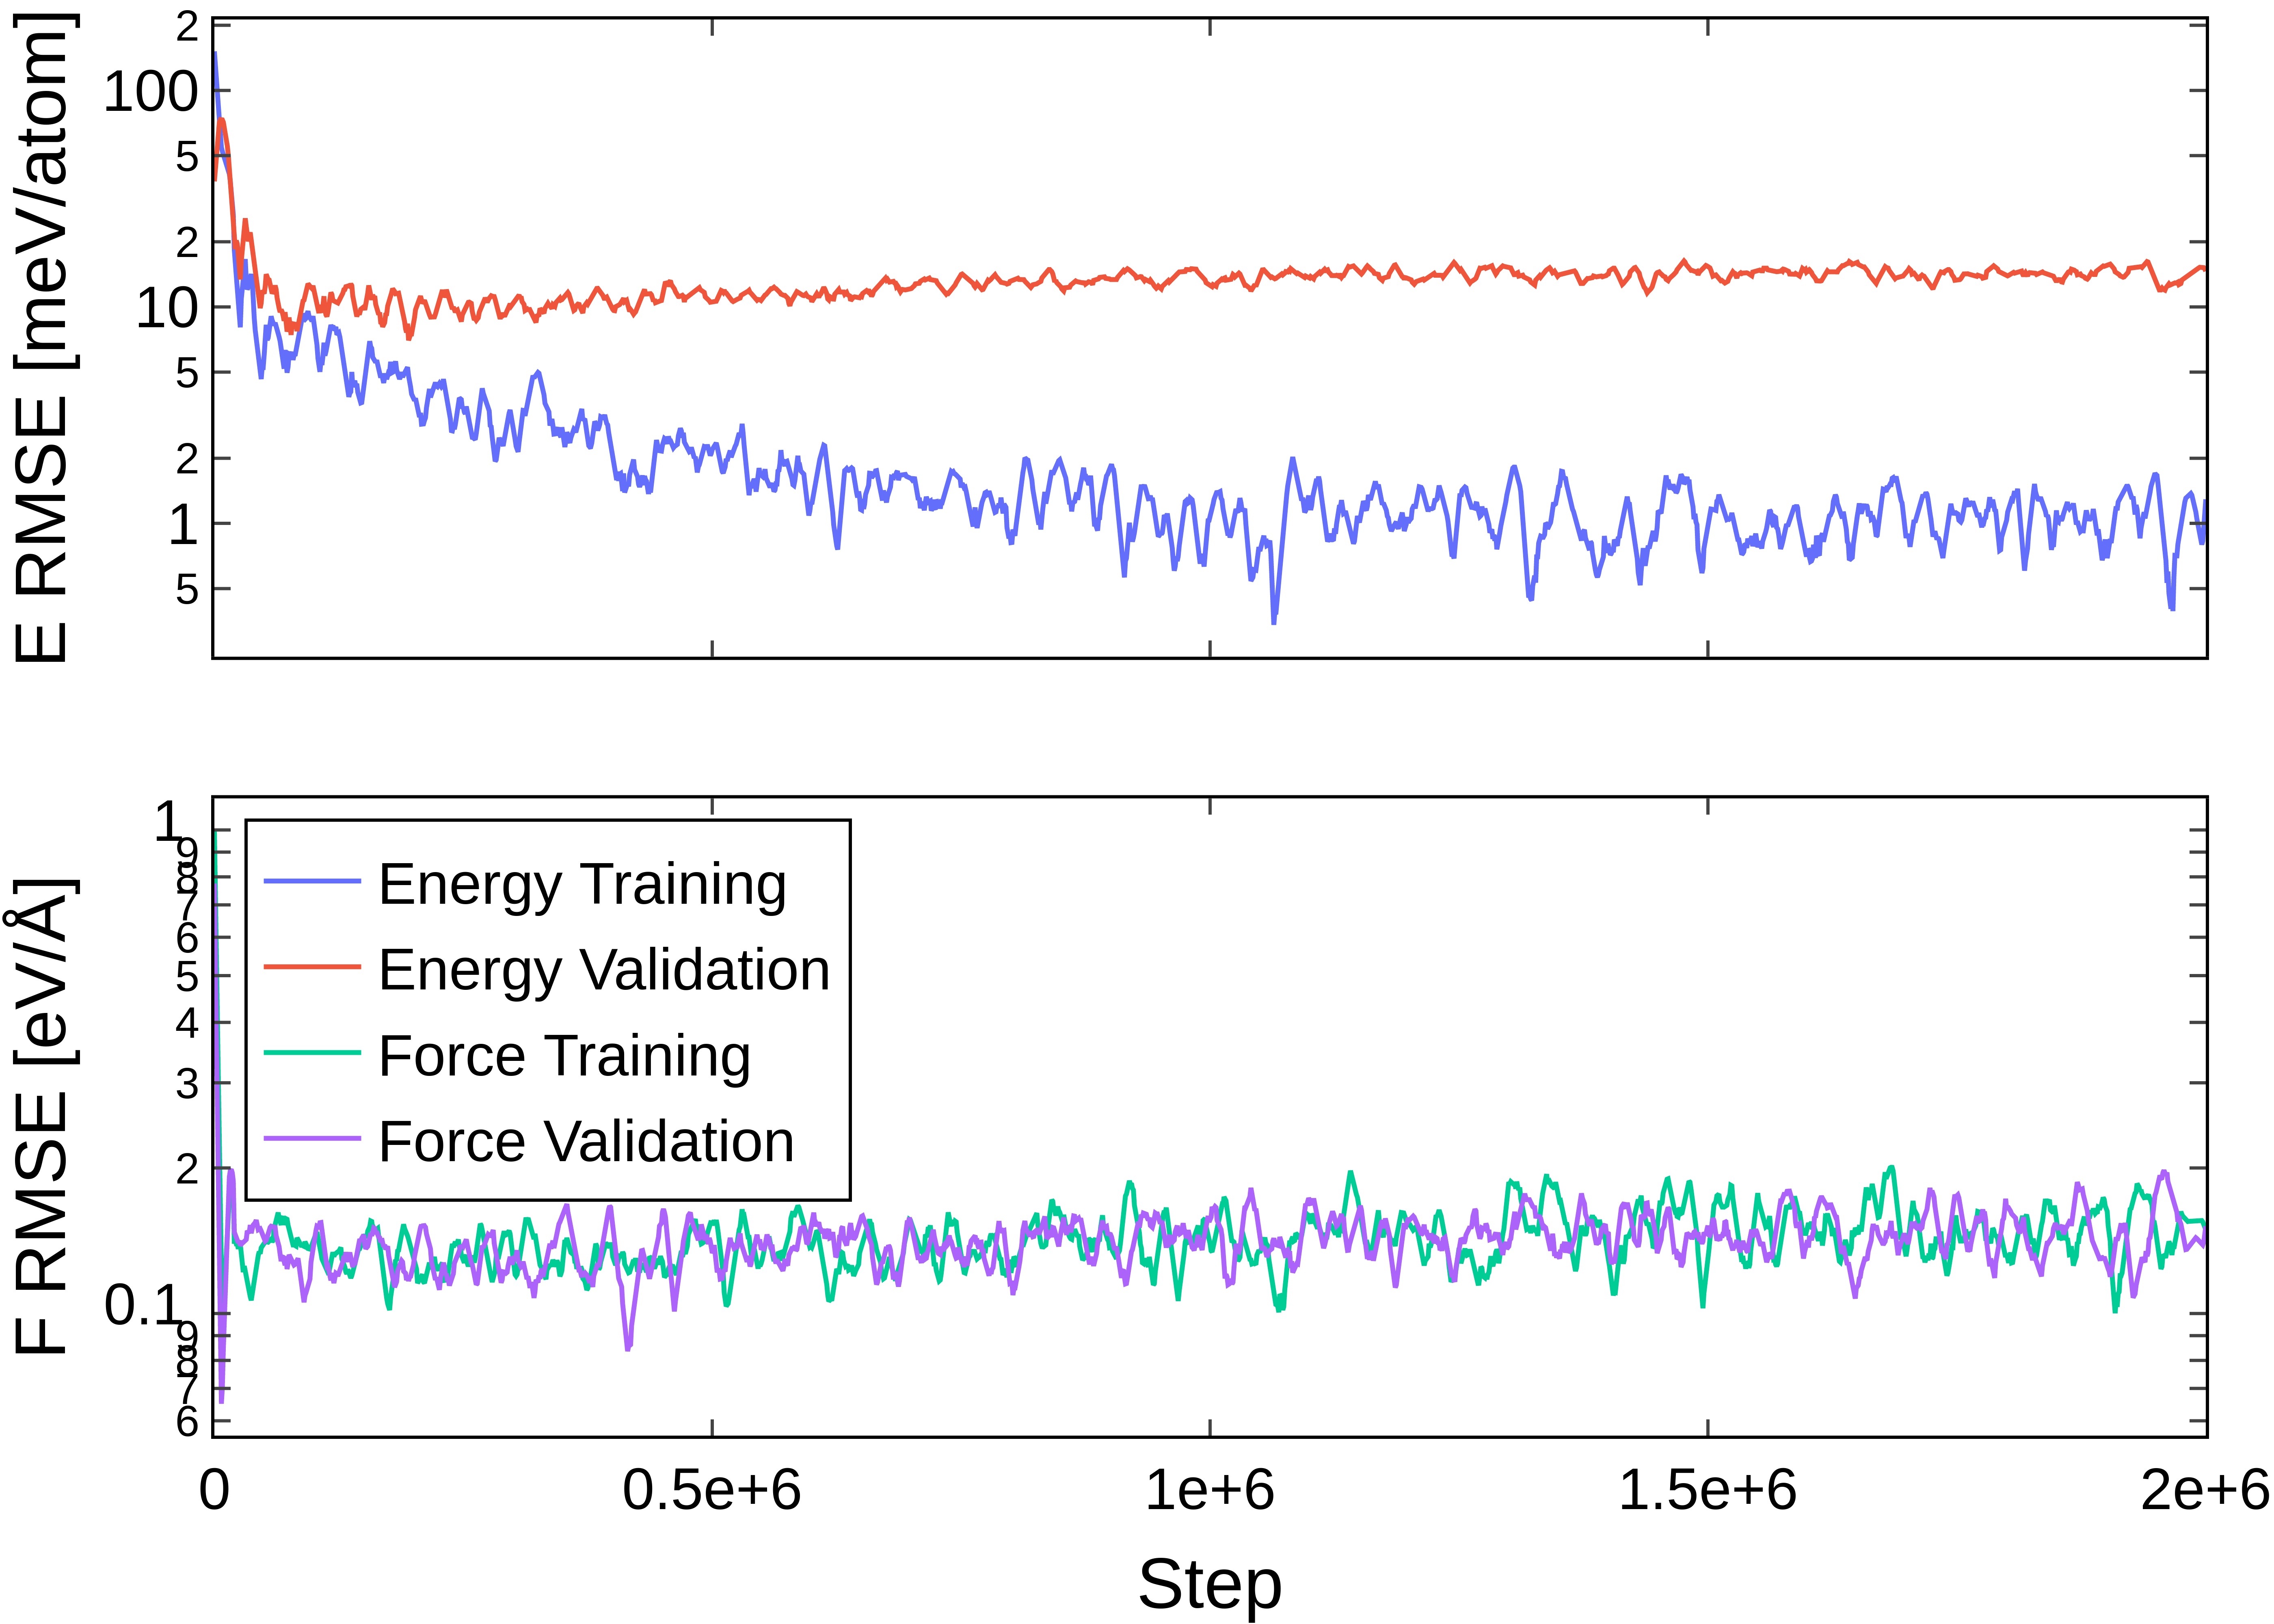 E RMSE [meV/atom]
2
100
5
2
10
5
2
1
5
F RMSE [eV/Å]
1
9
8
7
6
5
4
3
2
0.1
9
8
7
6
Energy Training
Energy Validation
Force Training
Force Validation
0 0.5e+6 1e+6 1.5e+6 2e+6
Step